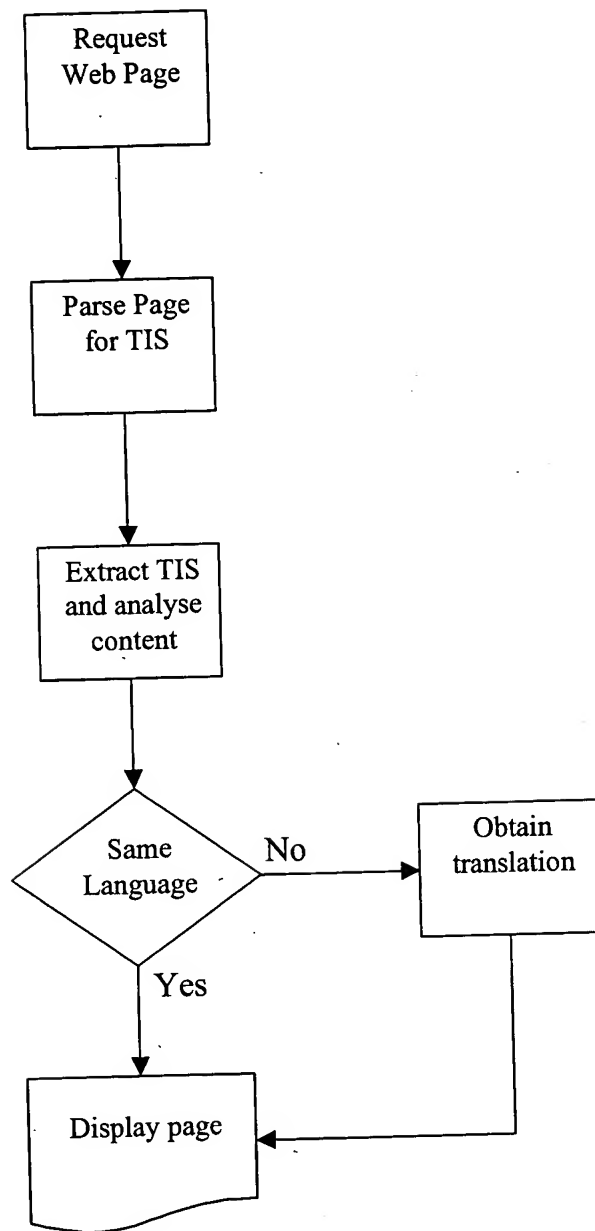 Request
Web Page
Parse Page
for TIS
Extract TIS
and analyse
content
Same
Language
No
Obtain
translation
Yes
Display page